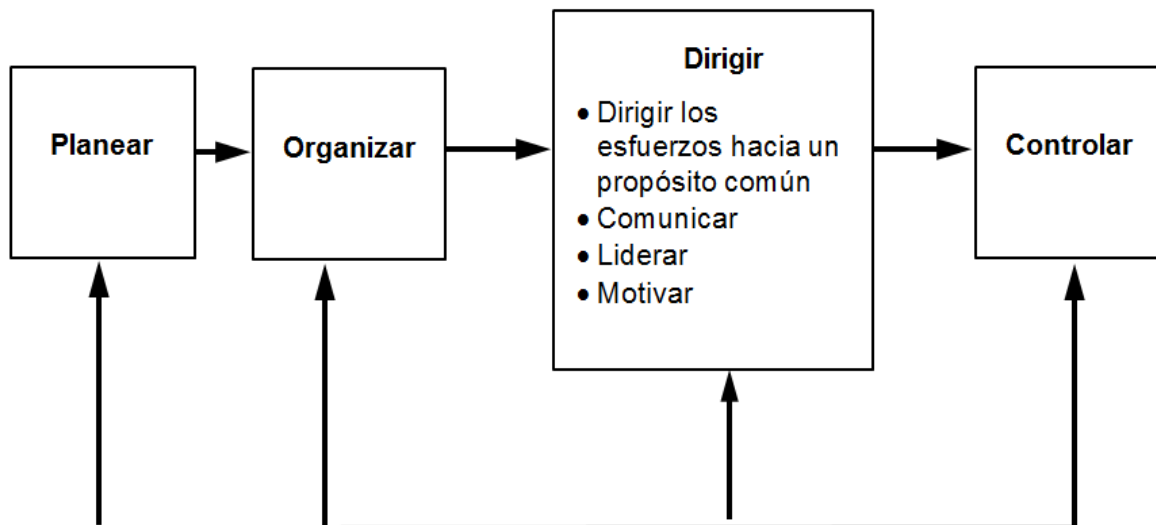 Planear
Organizar
Dirigir
• Dirigir los
esfuerzos hacia un
propósito común
• Comunicar
• Liderar
• Motivar
Controlar